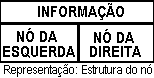 INFORMAÇÃO
NÓ DA ESQUERDA
NÓ DA DIREITA
Representação: Estrutura do nó